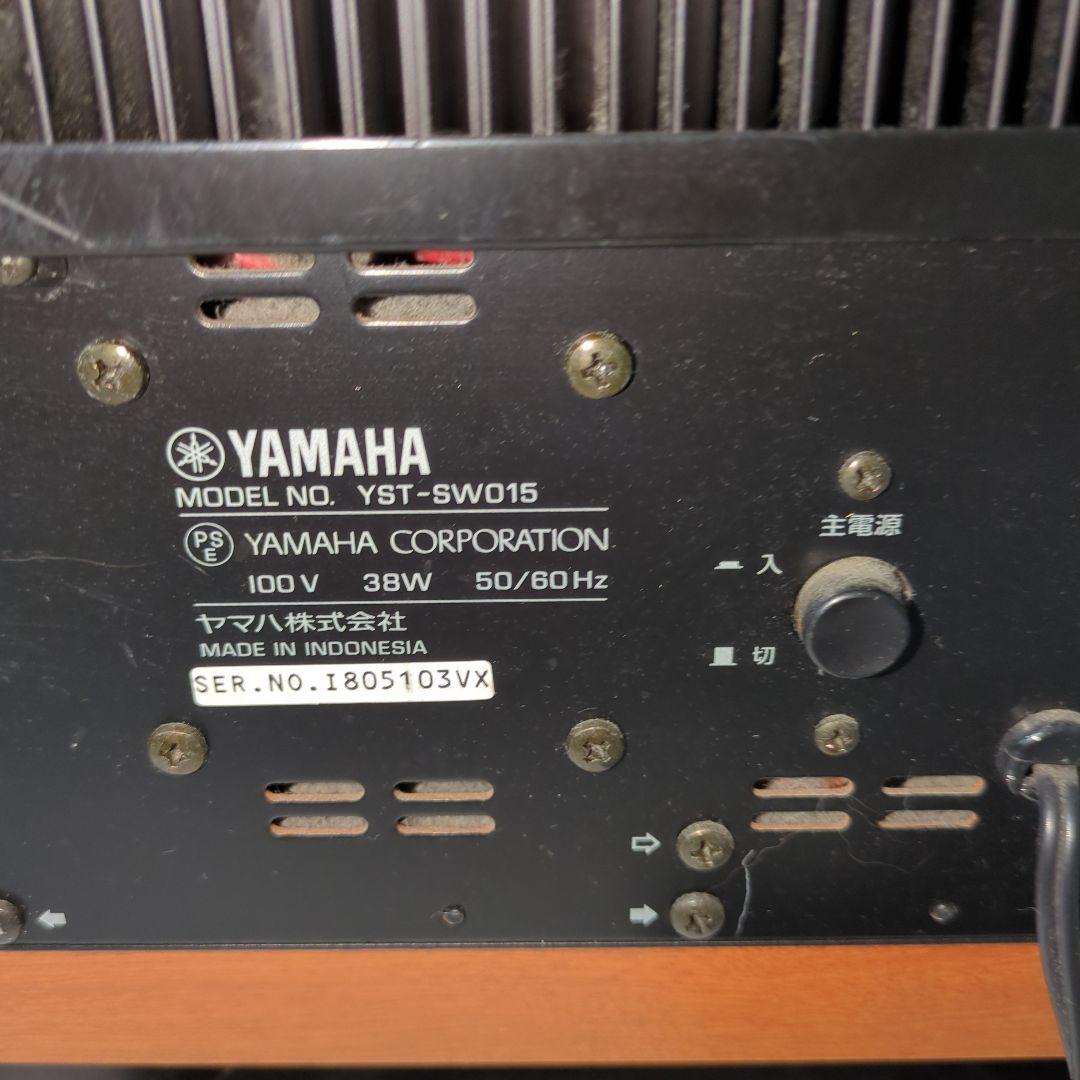 YAMAHA
MODEL NO. YST-SW015
PSE YAMAHA CORPORATION
100V 38W 50/60Hz
ヤマハ株式会社
MADE IN INDONESIA
SER.NO.I805103VX
主電源
入
切